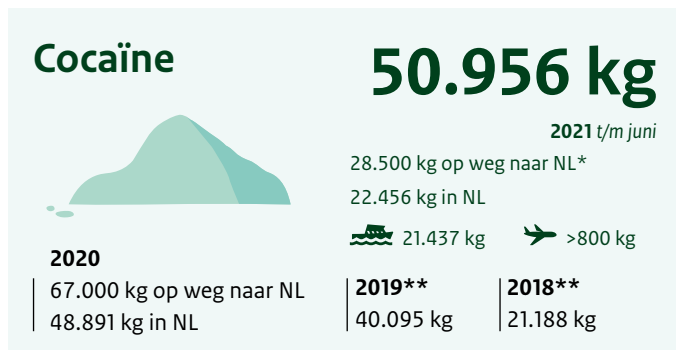 Cocaïne
50.956 kg
2021 t/m juni
28.500 kg op weg naar NL*
22.456 kg in NL
21.437 kg
>800 kg
2020
67.000 kg op weg naar NL
48.891 kg in NL
2019**
40.095 kg
2018**
21.188 kg